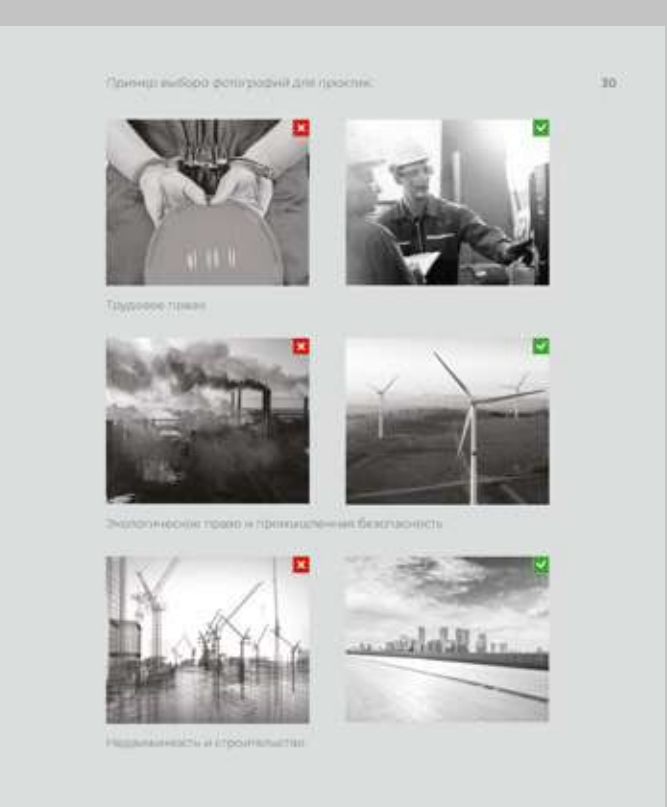 Пример выбора фотографий для практик.
30
Трудовое право
Экологическое право и промышленная безопасность
Недвижимость и строительство